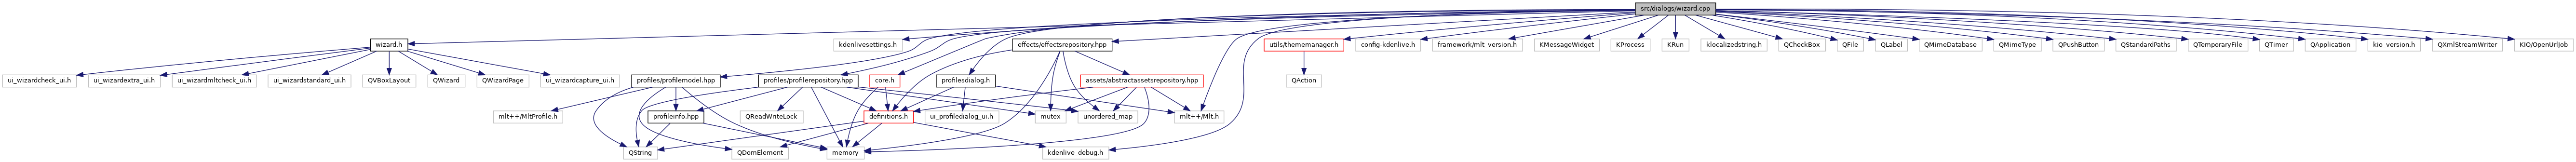 src/dialogs/wizard.cpp
wizard.h
kdenlivesettings.h
effects/effectsrepository.hpp
utils/thememanager.h
config-kdenlive.h
framework/mlt_version.h
KMessageWidget
KProcess
KRun
klocalizedstring.h
QCheckBox
QFile
QLabel
QMimeDatabase
QMimeType
QPushButton
QStandardPaths
QTemporaryFile
QTimer
QApplication
kio_version.h
QXmlStreamWriter
KIO/OpenUrlJob
ui_wizardcheck_ui.h
ui_wizardextra_ui.h
ui_wizardmltcheck_ui.h
ui_wizardstandard_ui.h
QVBoxLayout
QWizard
QWizardPage
ui_wizardcapture_ui.h
profiles/profilemodel.hpp
profiles/profilerepository.hpp
core.h
profilesdialog.h
assets/abstractassetsrepository.hpp
QAction
mlt++/MltProfile.h
profileinfo.hpp
QReadWriteLock
definitions.h
ui_profiledialog_ui.h
mutex
unordered_map
mlt++/Mlt.h
QString
QDomElement
memory
kdenlive_debug.h